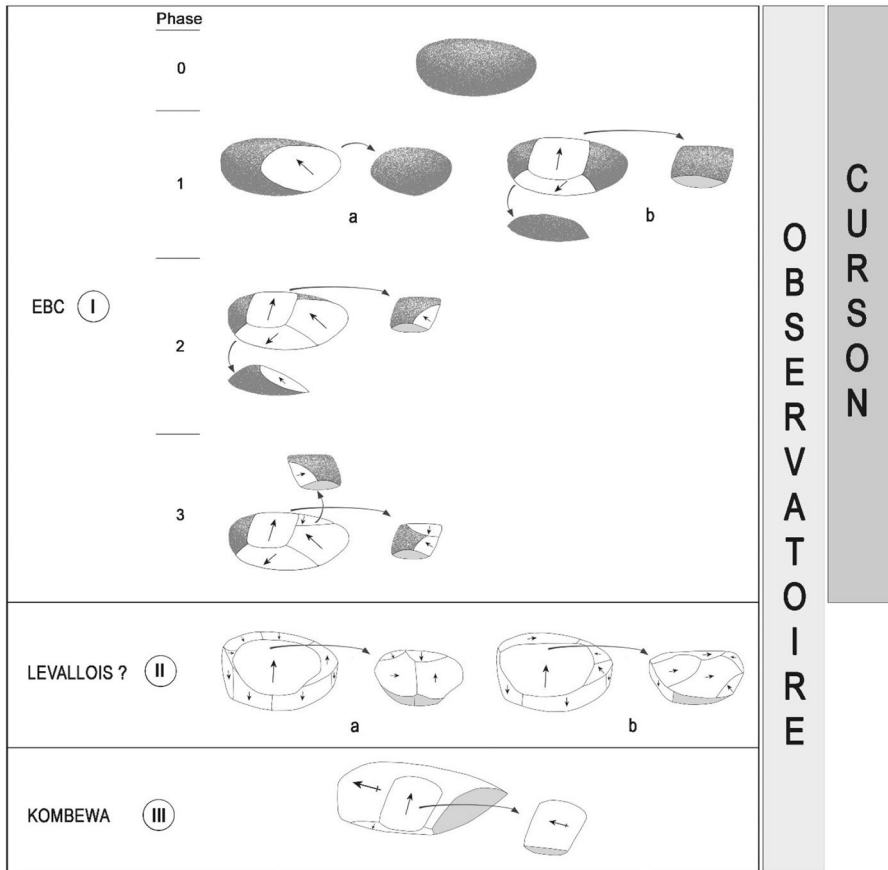 Phase
0
1
a
b
EBC I
2
3
LEVALLOIS ? II
a
b
KOMBEWA III
OBSERVATOIRE
CURSON